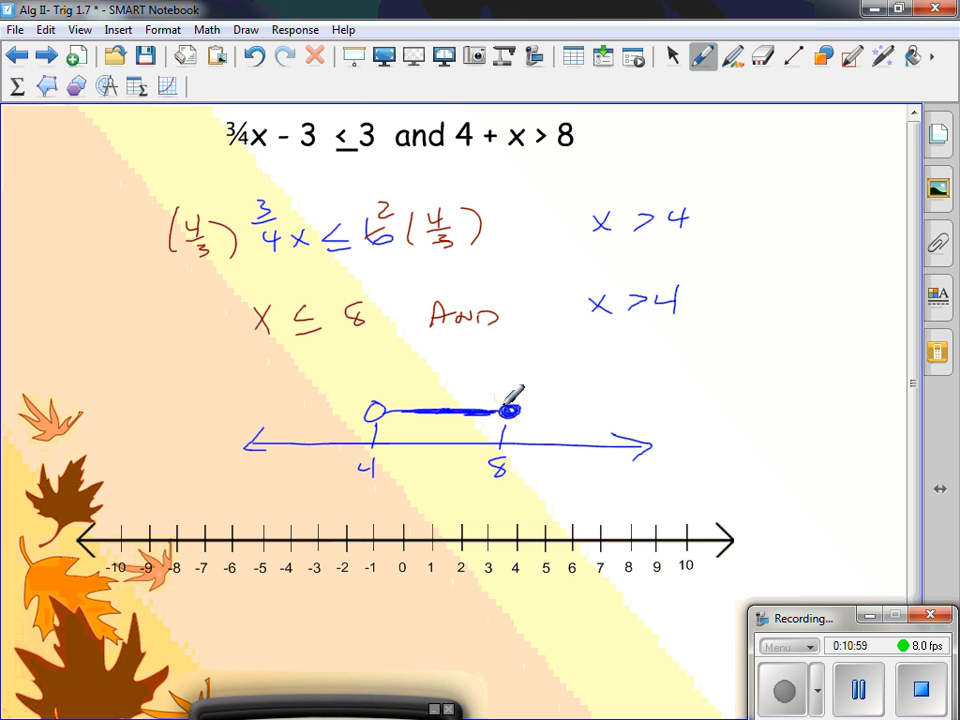 Alg II- Trig 1.7 * - SMART Notebook
File Edit View Insert Format Math Draw Response Help
¾x - 3 ≤ 3 and 4 + x > 8
(4/3) 3/4 x ≤ 6 2 (4/3) x > 4
x ≤ 8 AND x > 4
4 8
-10 -9 -8 -7 -6 -5 -4 -3 -2 -1 0 1 2 3 4 5 6 7 8 9 10
Recording...
Menu 0:10:59 8.0 fps